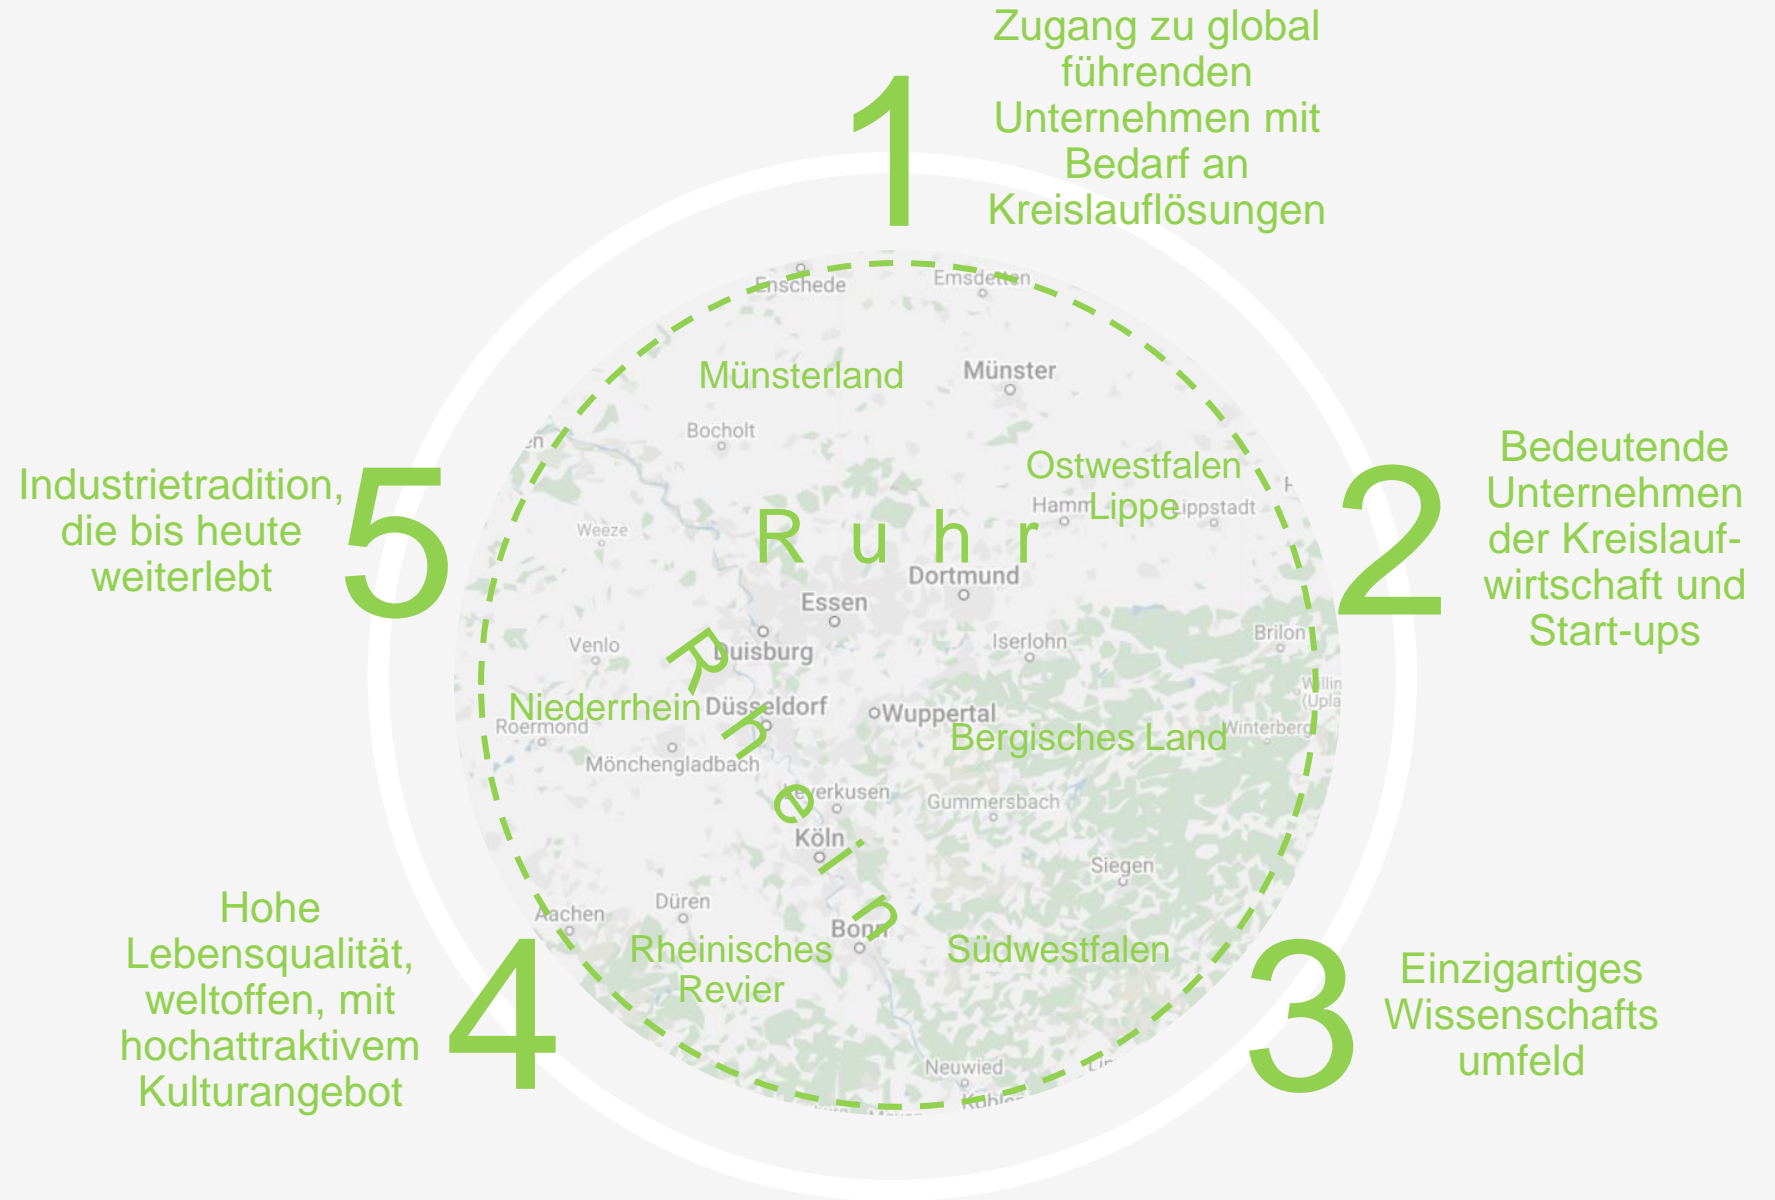 Zugang zu global
führenden
Unternehmen mit
Bedarf an
Kreislauflösungen
1
Enschede
Emsdetten
Münsterland
Münster
Bocholt
Ostwestfalen
Lippe
Hamm
Lippstadt
Weeze
Ruhr
Dortmund
Essen
Duisburg
Iserlohn
Brilon
Venlo
Rhein
Niederrhein
Düsseldorf
Wuppertal
Roermond
Bergisches Land
Winterberg
Mönchengladbach
Leverkusen
Gummersbach
Köln
Siegen
Düren
Aachen
Bonn
Rheinisches
Revier
Südwestfalen
Neuwied
2
Bedeutende
Unternehmen
der Kreislauf-
wirtschaft und
Start-ups
3
Einzigartiges
Wissenschafts
umfeld
4
Hohe
Lebensqualität,
weltoffen, mit
hochattraktivem
Kulturangebot
5
Industrietradition,
die bis heute
weiterlebt